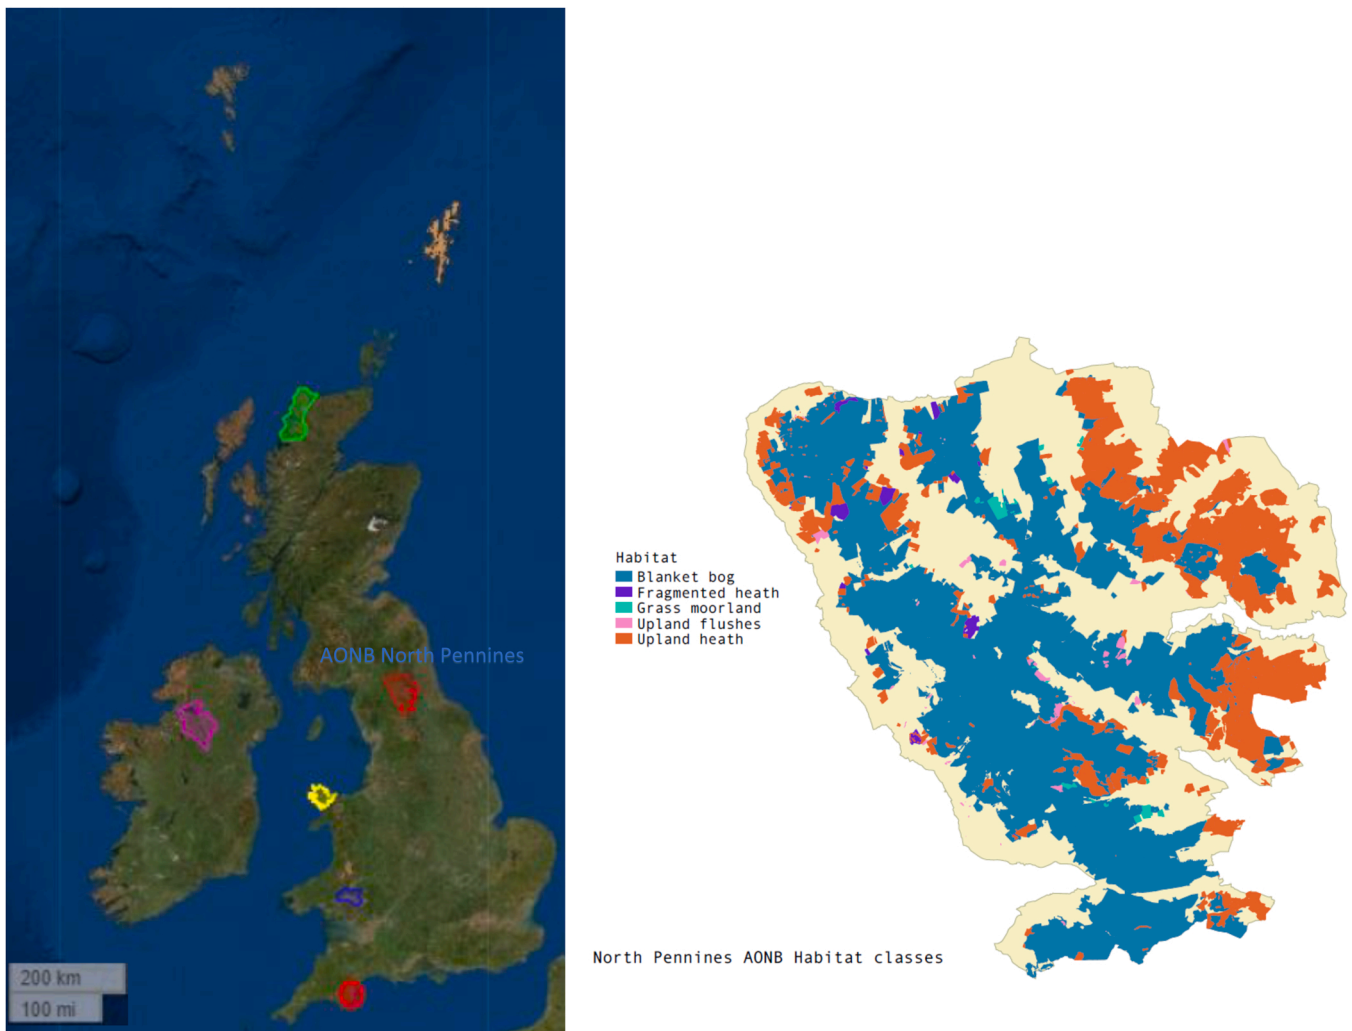 AONB North Pennines
200 km
100 mi
Habitat
Blanket bog
Fragmented heath
Grass moorland
Upland flushes
Upland heath
North Pennines AONB Habitat classes